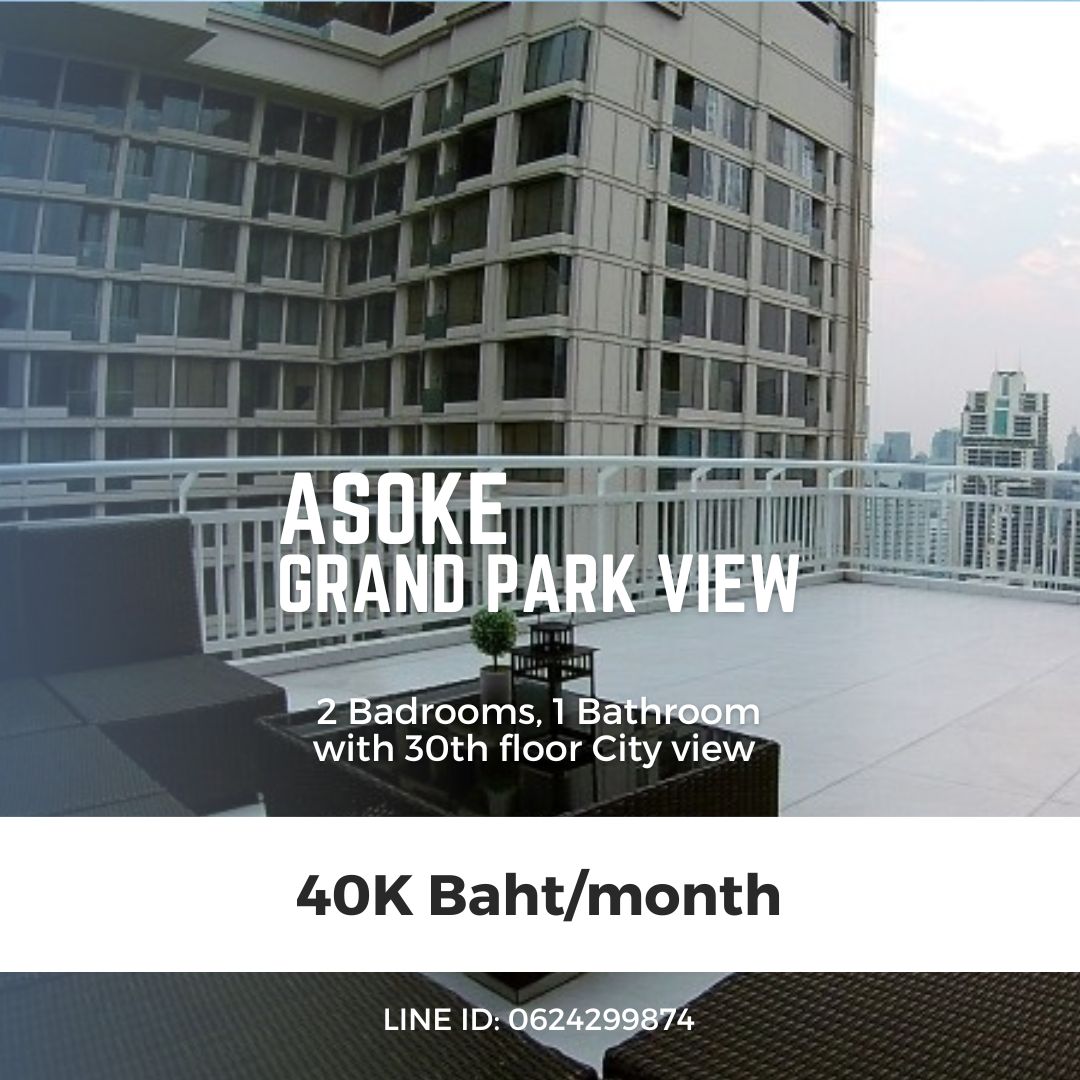 ASOKE
GRAND PARK VIEW
2 Badrooms, 1 Bathroom
with 30th floor City view
40K Baht/month
LINE ID: 0624299874